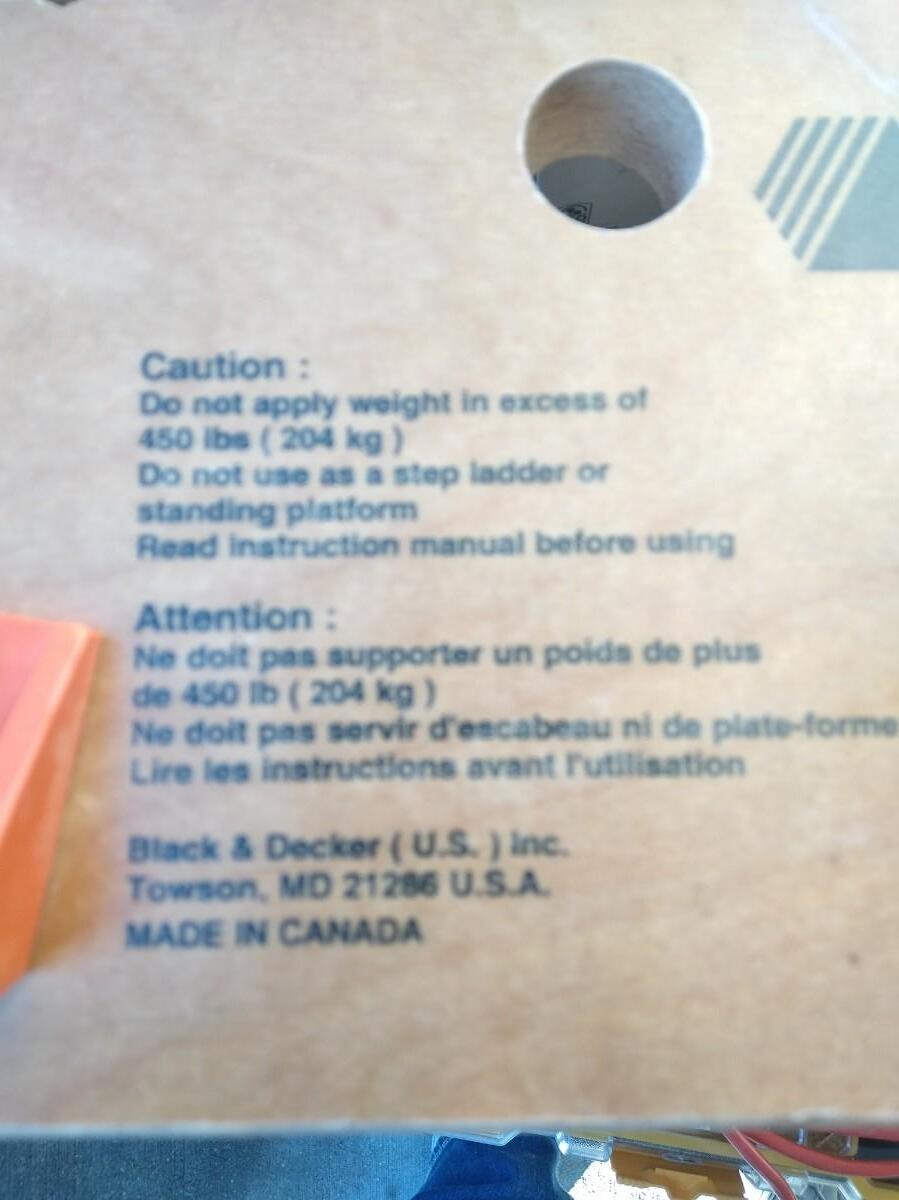 Caution :
Do not apply weight in excess of
450 lbs ( 204 kg )
Do not use as a step ladder or
standing platform
Read instruction manual before using
Attention :
Ne doit pas supporter un poids de plus
de 450 lb ( 204 kg )
Ne doit pas servir d'escabeau ni de plate-forme
Lire les instructions avant l'utilisation
Black & Decker ( U.S. ) Inc.
Towson, MD 21286 U.S.A.
MADE IN CANADA